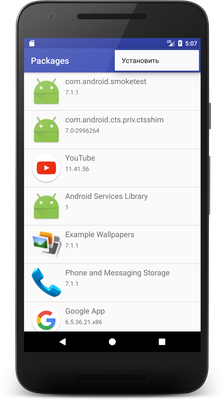 5:07
Packages
Установить
com.android.smoketest
7.1.1
com.android.cts.priv.ctsshim
7.0-2996264
YouTube
11.41.56
Android Services Library
1
Example Wallpapers
7.1.1
Phone and Messaging Storage
7.1.1
Google App
6.5.36.21.x86